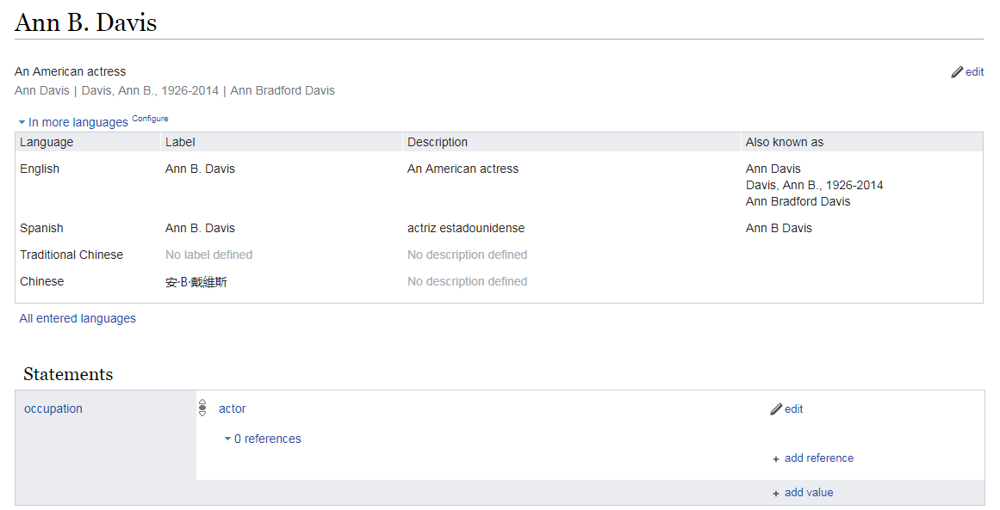 Ann B. Davis
An American actress
edit
Ann Davis | Davis, Ann B., 1926-2014 | Ann Bradford Davis
In more languages Configure
Language Label Description Also known as
English Ann B. Davis An American actress Ann Davis
Davis, Ann B., 1926-2014
Ann Bradford Davis
Spanish Ann B. Davis actriz estadounidense Ann B Davis
Traditional Chinese No label defined No description defined
Chinese 安·B·戴維斯 No description defined
All entered languages
Statements
occupation actor edit
0 references
+ add reference
+ add value